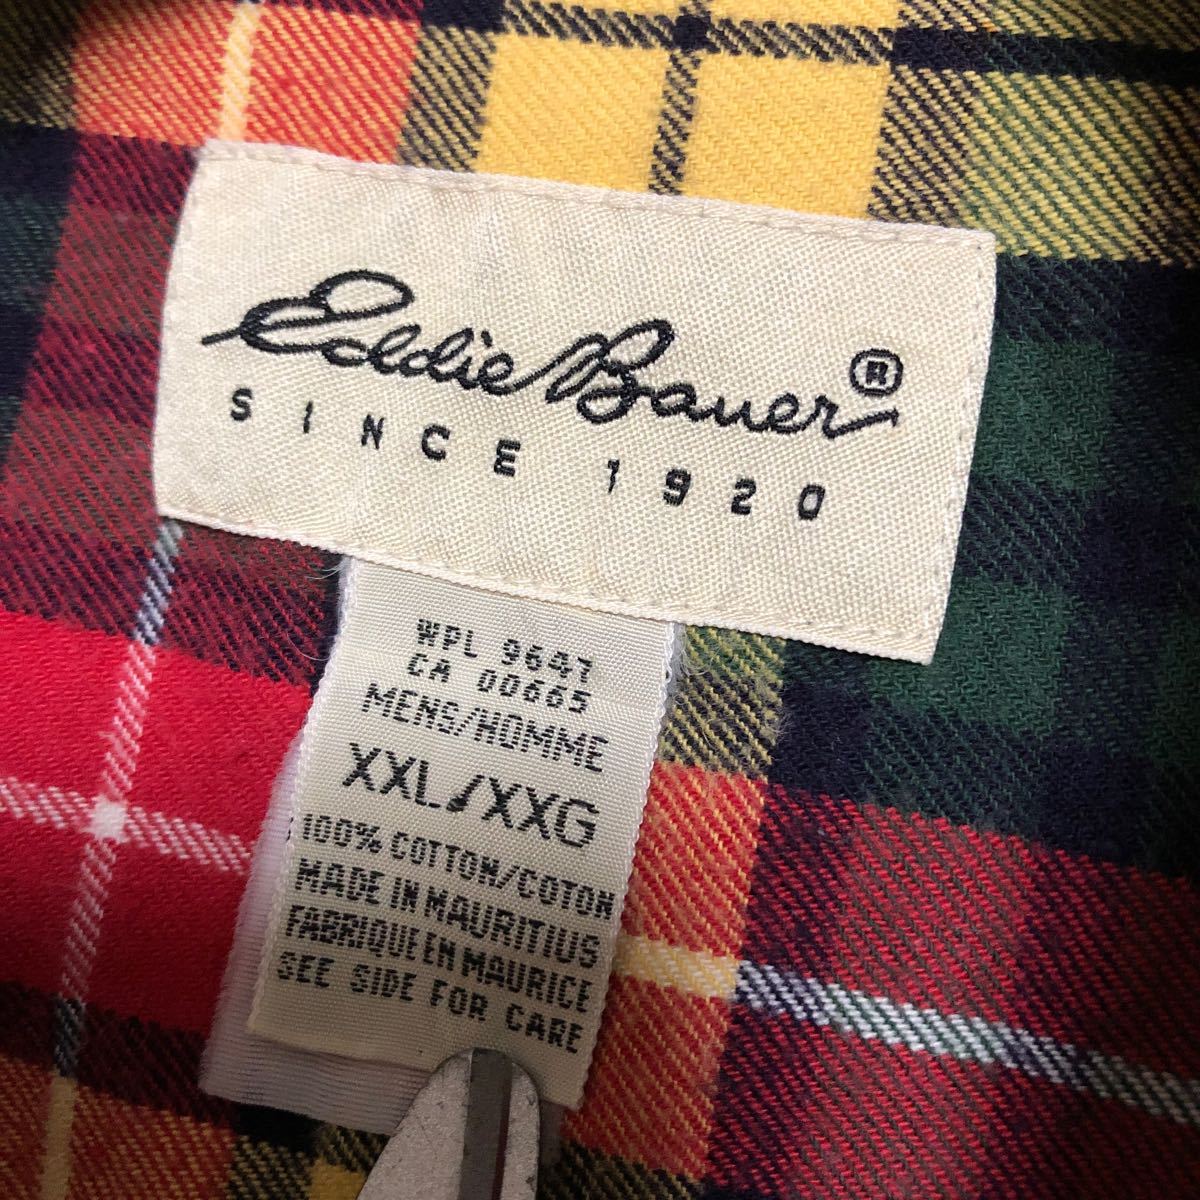 Eddie Bauer®
SINCE 1920
WPL 9647
CA 00665
MENS/HOMME
XXL/XXG
100% COTTON/COTON
MADE IN MAURITIUS
FABRIQUE EN MAURICE
SEE SIDE FOR CARE